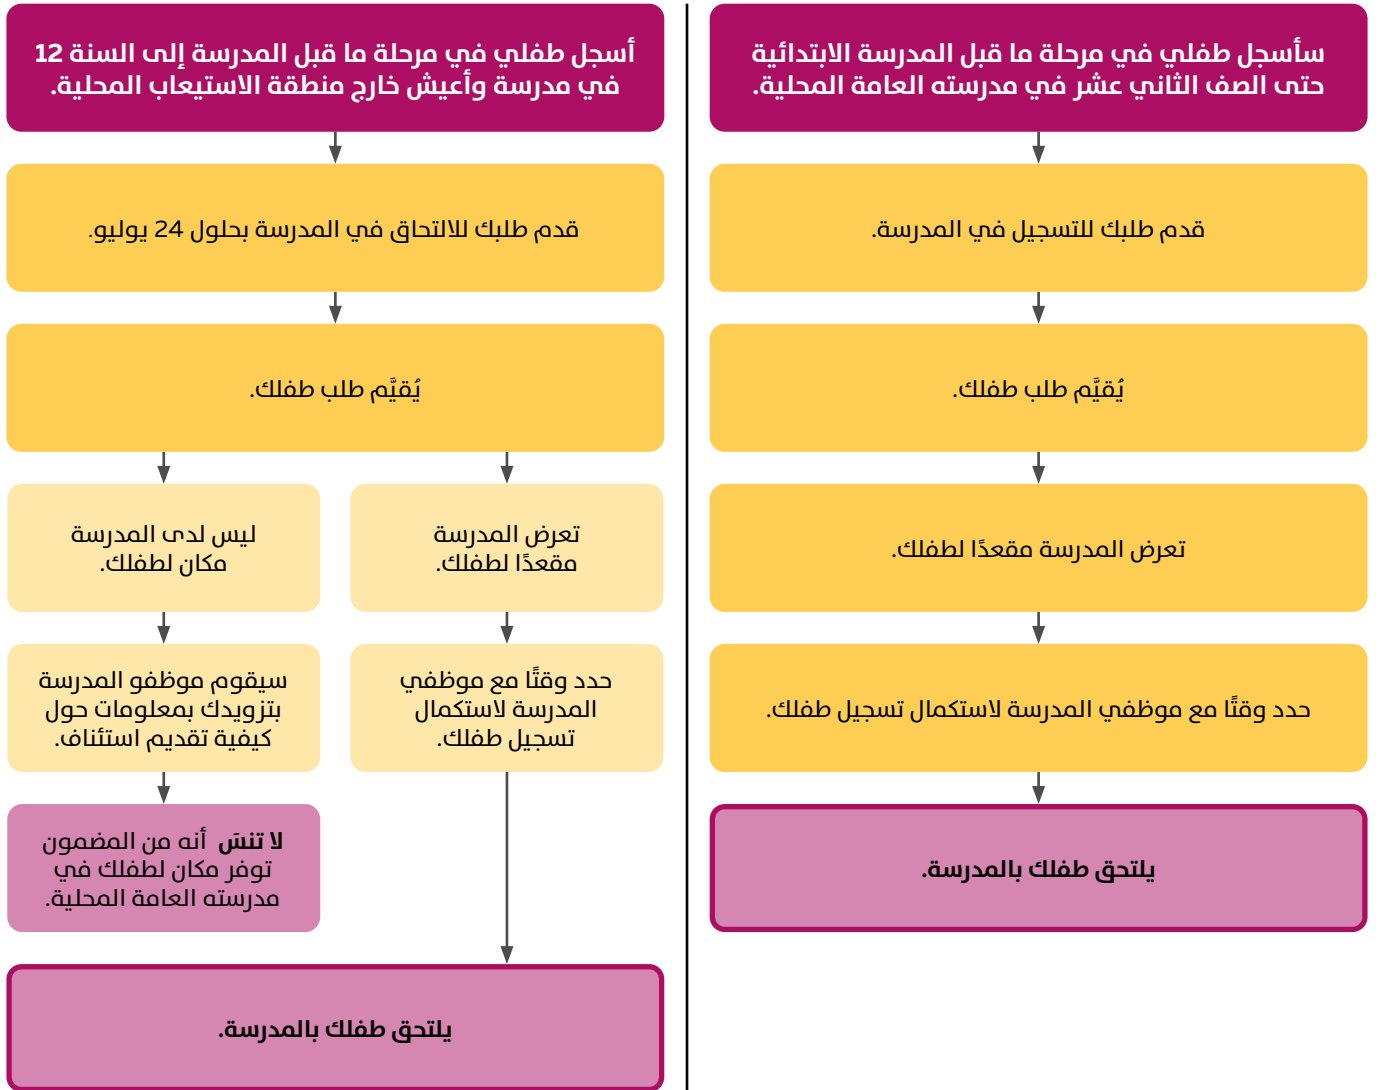 سأسجل طفلي في مرحلة ما قبل المدرسة الابتدائية
حتى الصف الثاني عشر في مدرسته العامة المحلية.
قدم طلبك للتسجيل في المدرسة.
يُقيَّم طلب طفلك.
تعرض المدرسة مقعدًا لطفلك.
حدد وقتًا مع موظفي المدرسة لاستكمال تسجيل طفلك.
يلتحق طفلك بالمدرسة.
أسجل طفلي في مرحلة ما قبل المدرسة إلى السنة 12
في مدرسة وأعيش خارج منطقة الاستيعاب المحلية.
قدم طلبك للالتحاق في المدرسة بحلول 24 يوليو.
يُقيَّم طلب طفلك.
تعرض المدرسة
مقعدًا لطفلك.
حدد وقتًا مع موظفي
المدرسة لاستكمال
تسجيل طفلك.
ليس لدى المدرسة
مكان لطفلك.
سيقوم موظفو المدرسة
بتزويدك بمعلومات حول
كيفية تقديم استئناف.
لا تنسَ أنه من المضمون
توفر مكان لطفلك في
مدرسته العامة المحلية.
يلتحق طفلك بالمدرسة.